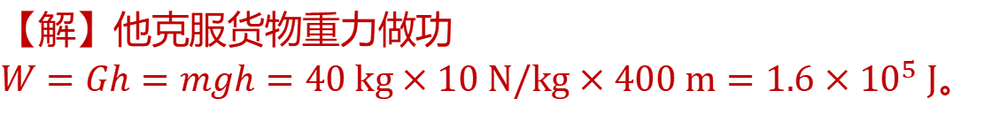 【解】他克服货物重力做功
W = Gh = mgh = 40 kg × 10 N/kg × 400 m = 1.6 × 10⁵ J。